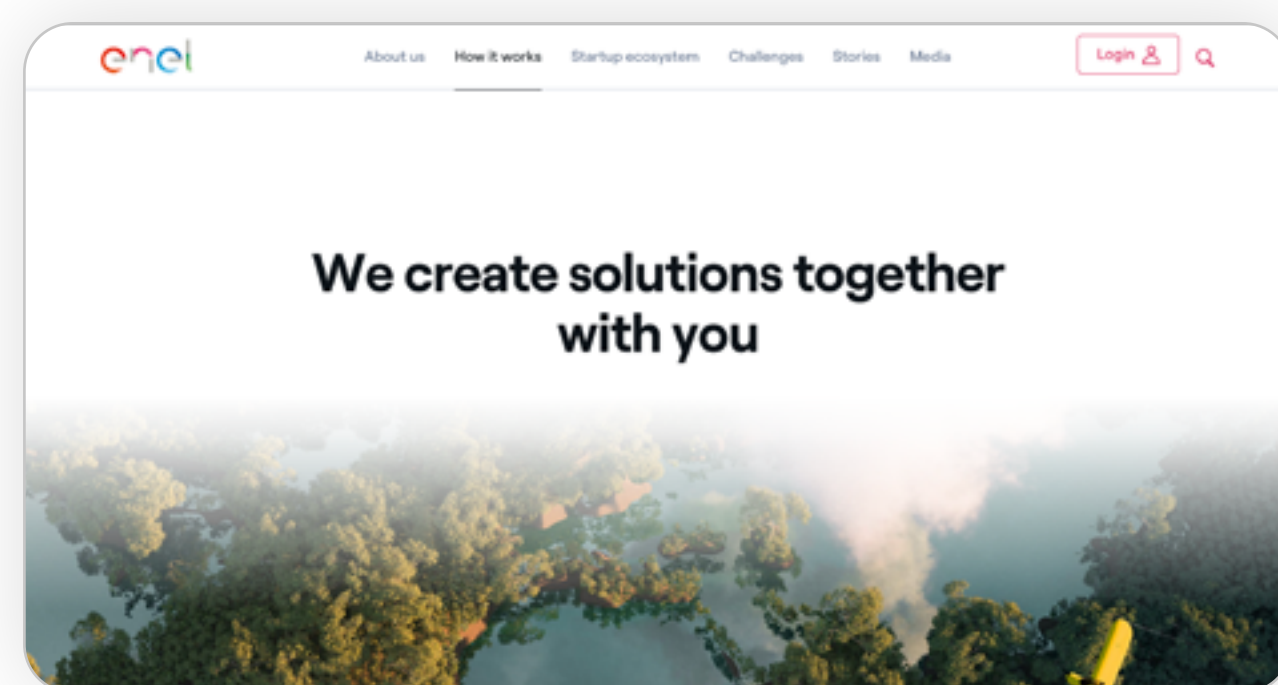 enel
About us
How it works
Startup ecosystem
Challenges
Stories
Media
Login
We create solutions together
with you